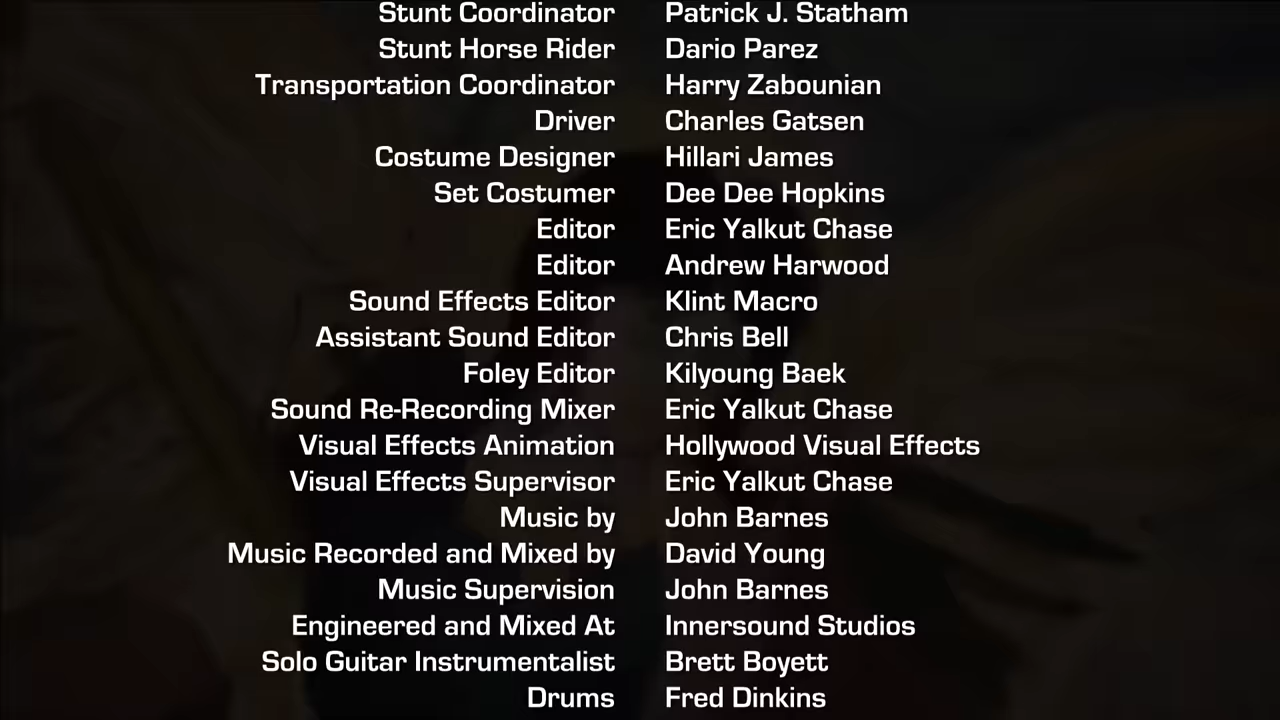 Stunt Coordinator Patrick J. Statham
Stunt Horse Rider Dario Parez
Transportation Coordinator Harry Zabounian
Driver Charles Gatsen
Costume Designer Hillari James
Set Costumer Dee Dee Hopkins
Editor Eric Yalkut Chase
Editor Andrew Harwood
Sound Effects Editor Klint Macro
Assistant Sound Editor Chris Bell
Foley Editor Kilyoung Baek
Sound Re-Recording Mixer Eric Yalkut Chase
Visual Effects Animation Hollywood Visual Effects
Visual Effects Supervisor Eric Yalkut Chase
Music by John Barnes
Music Recorded and Mixed by David Young
Music Supervision John Barnes
Engineered and Mixed At Innersound Studios
Solo Guitar Instrumentalist Brett Boyett
Drums Fred Dinkins